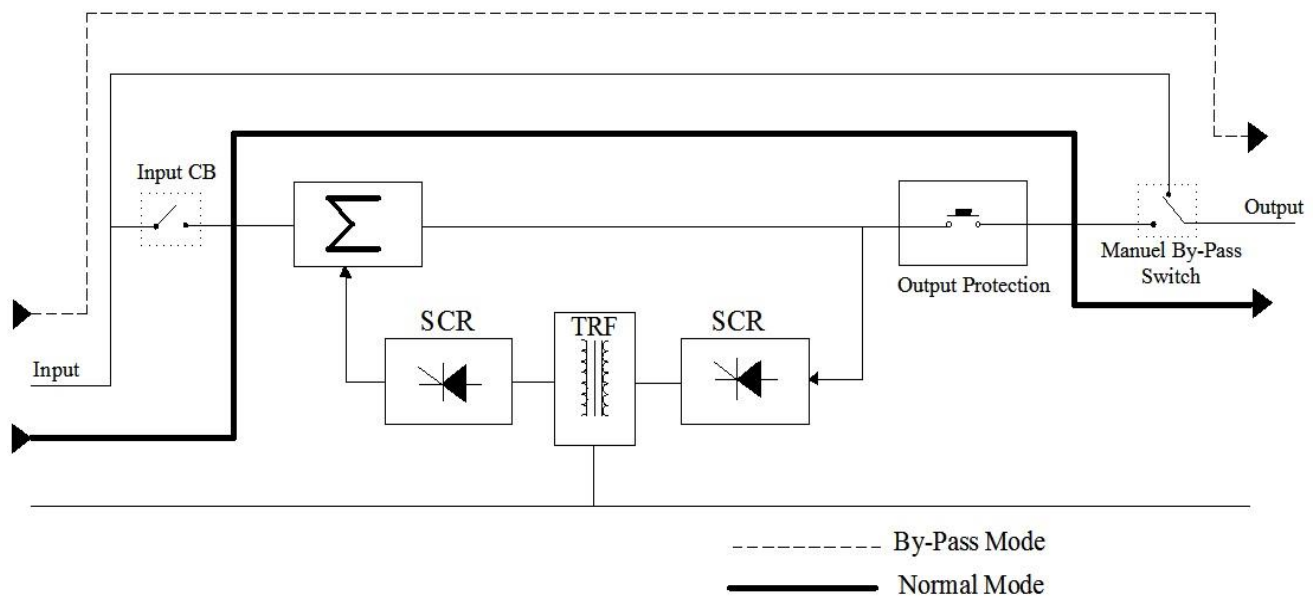 Input CB
Σ
Output
Manuel By-Pass
Switch
Output Protection
SCR
TRF
SCR
Input
By-Pass Mode
Normal Mode